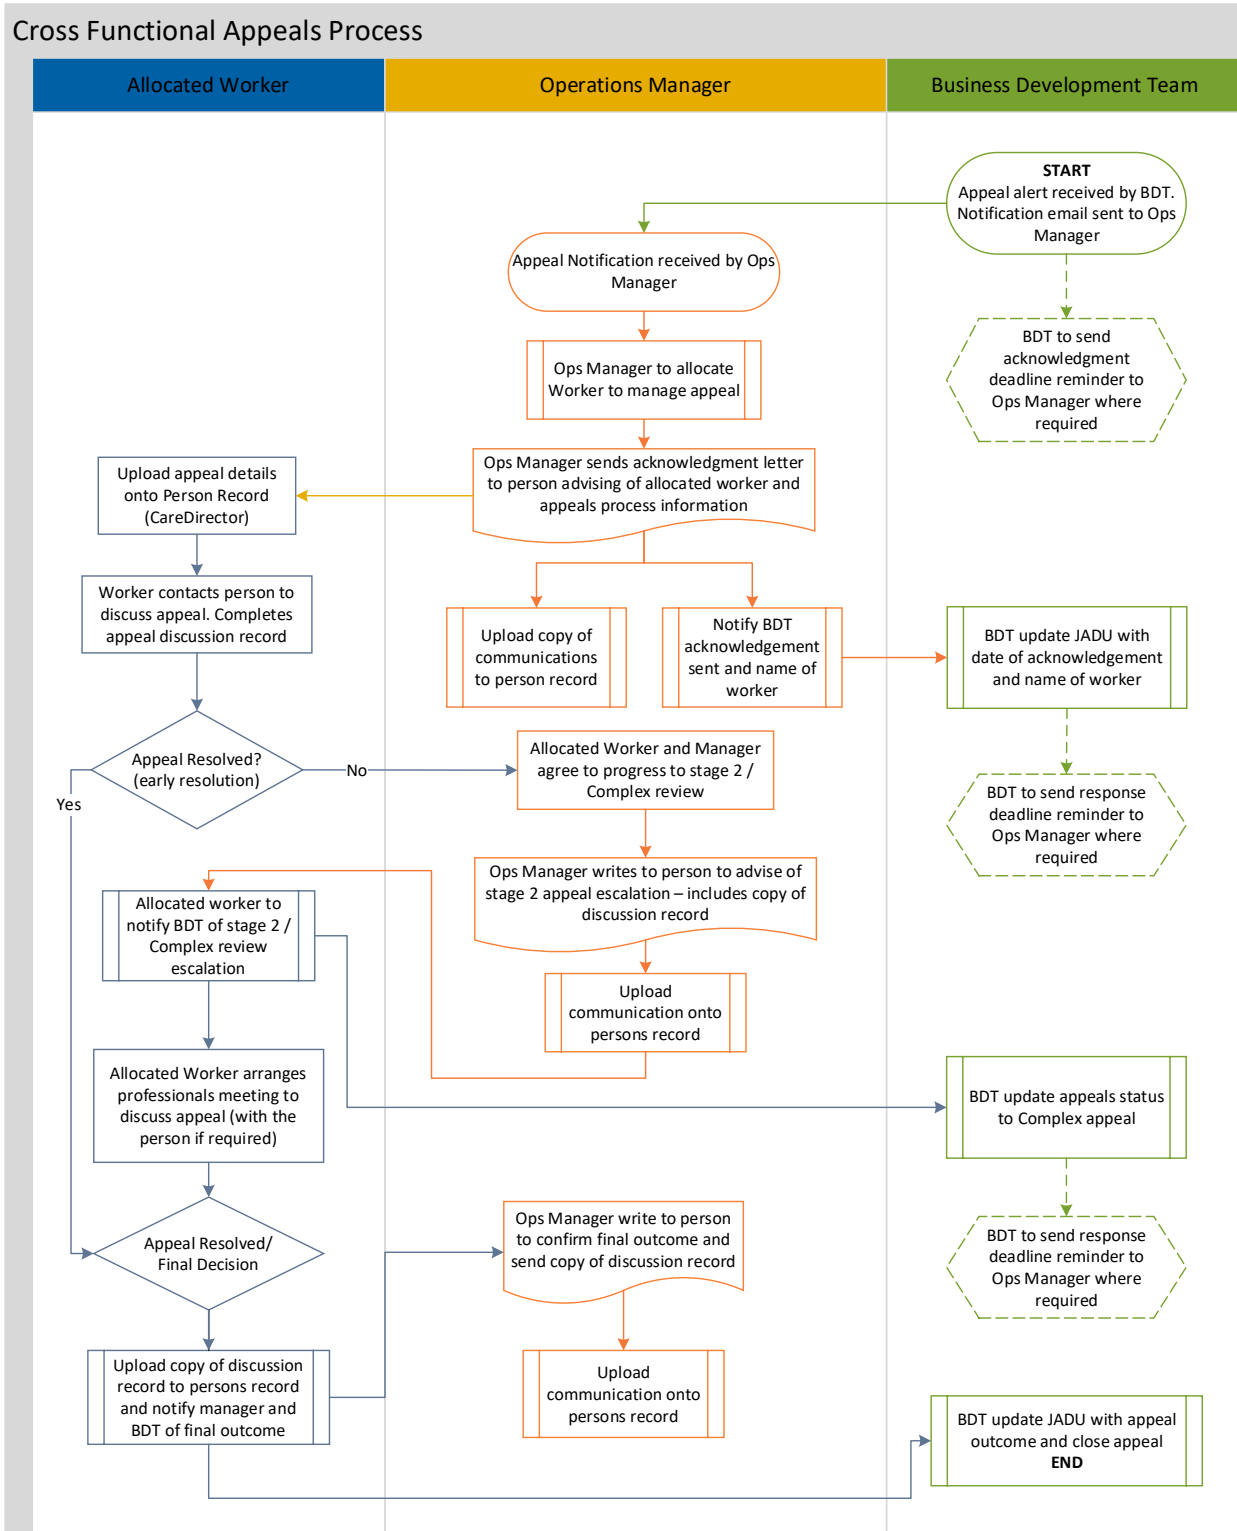 Cross Functional Appeals Process
Allocated Worker
Operations Manager
Business Development Team
START
Appeal alert received by BDT.
Notification email sent to Ops
Manager
Appeal Notification received by Ops
Manager
BDT to send
acknowledgment
deadline reminder to
Ops Manager where
required
Ops Manager to allocate
Worker to manage appeal
Ops Manager sends acknowledgment letter
to person advising of allocated worker and
appeals process information
Upload appeal details
onto Person Record
(CareDirector)
Worker contacts person to
discuss appeal. Completes
appeal discussion record
Upload copy of
communications
to person record
Notify BDT
acknowledgement
sent and name of
worker
BDT update JADU with
date of acknowledgement
and name of worker
Appeal Resolved?
(early resolution)
No
Yes
Allocated Worker and Manager
agree to progress to stage 2 /
Complex review
BDT to send response
deadline reminder to
Ops Manager where
required
Ops Manager writes to person to advise of
stage 2 appeal escalation – includes copy of
discussion record
Allocated worker to
notify BDT of stage 2 /
Complex review
escalation
Upload
communication onto
persons record
Allocated Worker arranges
professionals meeting to
discuss appeal (with the
person if required)
BDT update appeals status
to Complex appeal
Appeal Resolved/
Final Decision
Ops Manager write to person
to confirm final outcome and
send copy of discussion record
BDT to send response
deadline reminder to
Ops Manager where
required
Upload copy of discussion
record to persons record
and notify manager and
BDT of final outcome
Upload
communication onto
persons record
BDT update JADU with appeal
outcome and close appeal
END